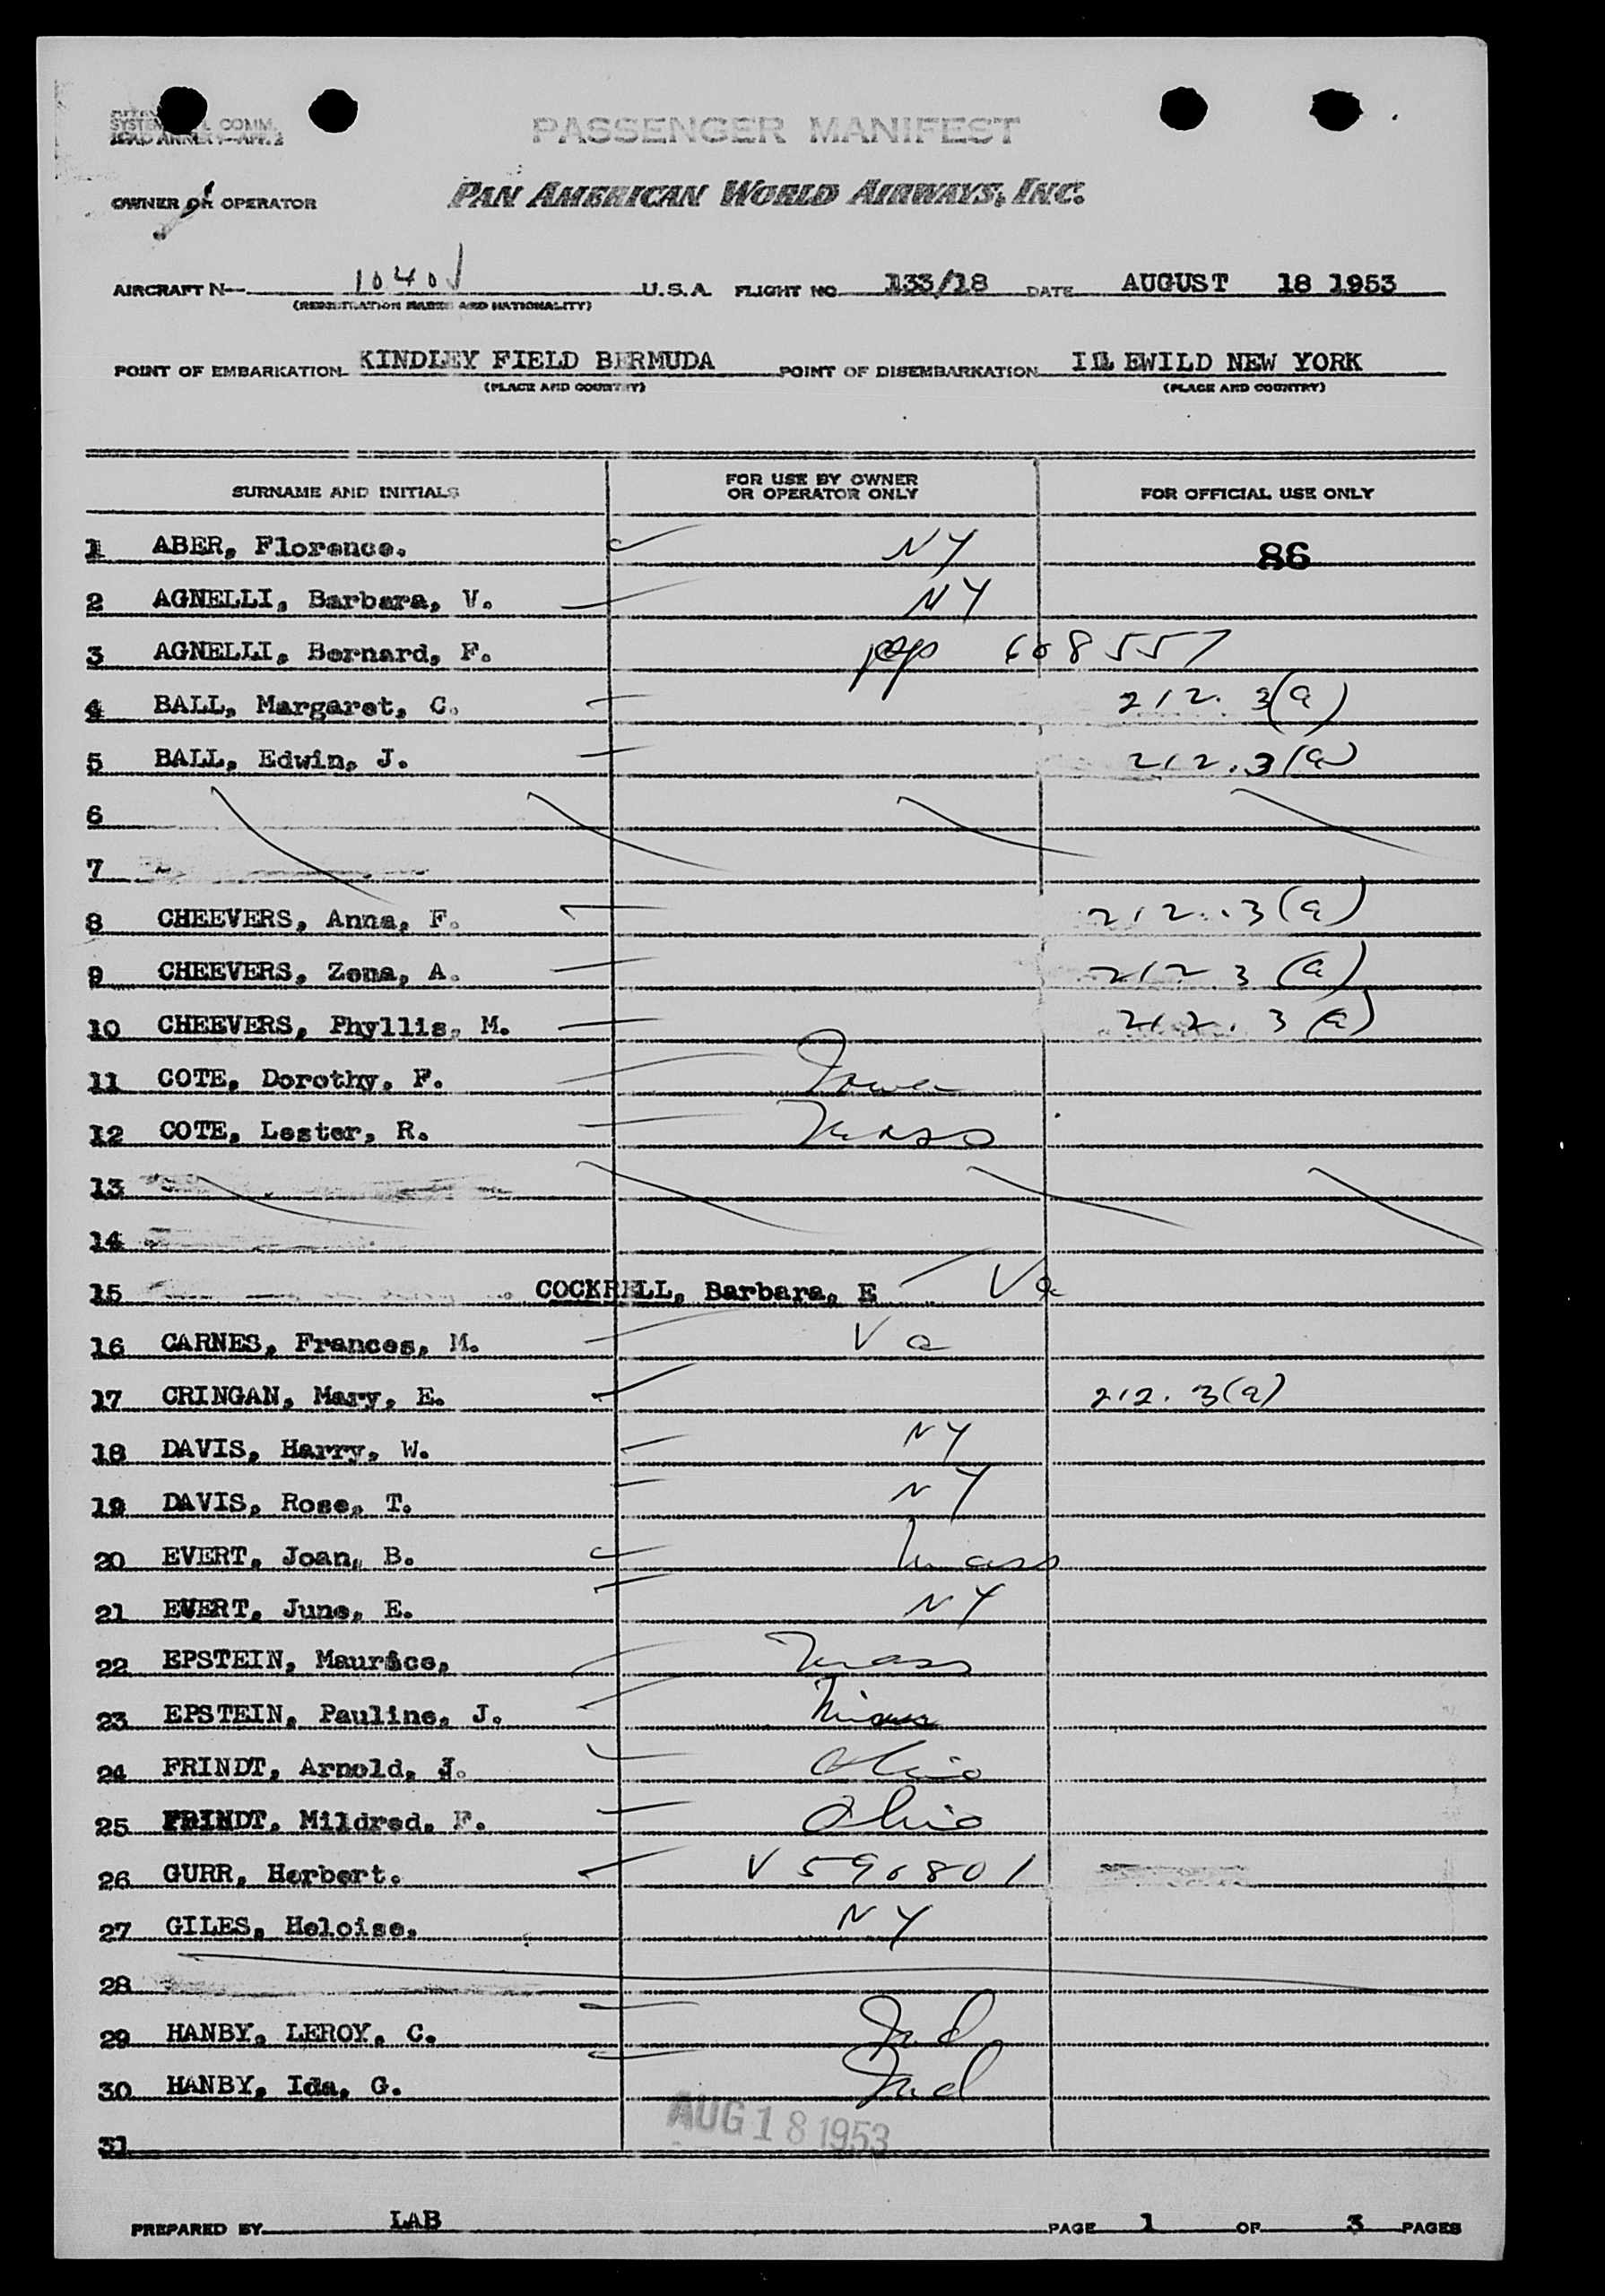 COMM.
PASSENGER MANIFEST
OWNER OR OPERATOR PAN AMERICAN WORLD AIRWAYS, INC.
AIRCRAFT N 1040 U.S.A. FLIGHT NO 133/18 DATE AUGUST 18 1953
(REGISTRATION MARKS AND NATIONALITY)
POINT OF EMBARKATION KINDLEY FIELD BERMUDA POINT OF DISEMBARKATION EWILD NEW YORK
(PLACE AND COUNTRY) (PLACE AND COUNTRY)
SURNAME AND INITIALS FOR USE BY OWNER OR OPERATOR ONLY FOR OFFICIAL USE ONLY
1 ABER, Florence. NY 86
2 AGNELLI, Barbara, V. NY
3 AGNELLI, Bernard, F. pp 608557
4 BALL, Margaret, C. 212.3(a)
5 BALL, Edwin, J. 212.3(a)
6
7
8 CHEEVERS, Anna, F. 212.3(a)
9 CHEEVERS, Zena, A. 212 3(a)
10 CHEEVERS, Phyllis, M. 212.3(a)
11 COTE, Dorothy, F. Iowa
12 COTE, Lester, R. Mass
13
14
15 COCKRELL, Barbara, E Va
16 CARNES, Frances, M. Va
17 CRINGAN, Mary, E. 212.3(a)
18 DAVIS, Harry, W. NY
19 DAVIS, Rose, T. NY
20 EVERT, Joan, B. Mass
21 EVERT, June, E. NY
22 EPSTEIN, Maurice, Mass
23 EPSTEIN, Pauline, J.
24 FRINDT, Arnold, J. Ohio
25 FRINDT, Mildred, F. Ohio
26 GURR, Herbert. V 596801
27 GILES, Heloise. NY
28
29 HANBY, LEROY, C. Ind.
30 HANBY, Ida, G. Ind
31 AUG 18 1953
PREPARED BY LAB PAGE 1 OF 3 PAGES